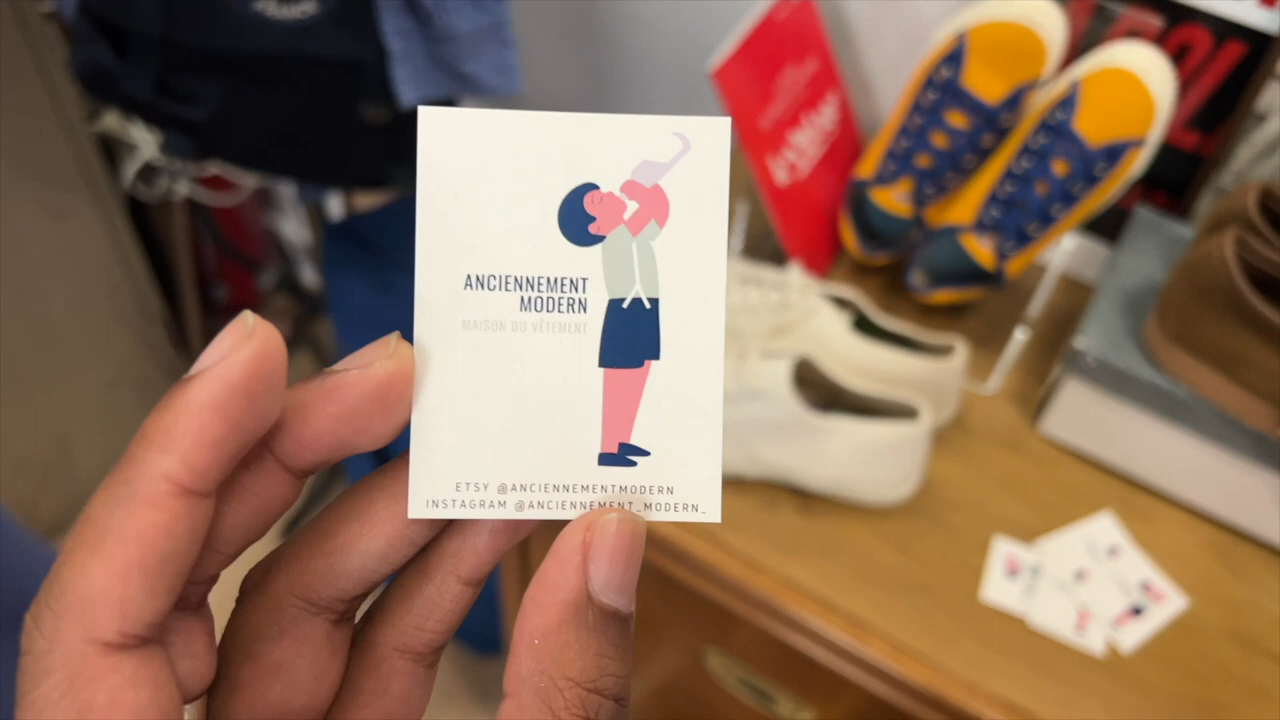 ANCIENNEMENT
MODERN
MAISON DU VÊTEMENT
ETSY @ANCIENNEMENTMODERN
INSTAGRAM @ANCIENNEMENT_MODERN_